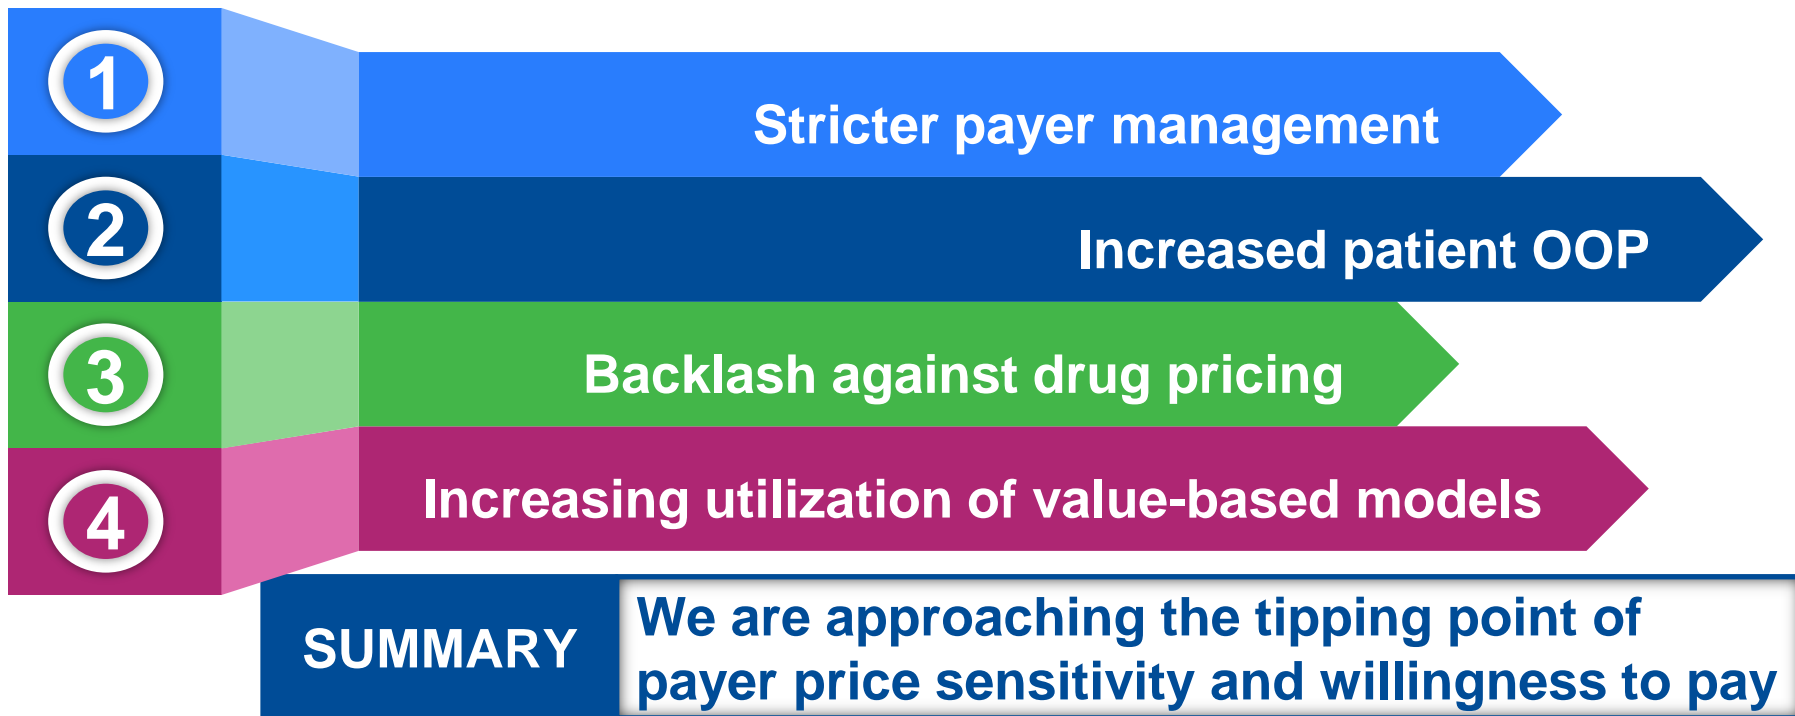 1
Stricter payer management
2
Increased patient OOP
3
Backlash against drug pricing
4
Increasing utilization of value-based models
SUMMARY
We are approaching the tipping point of
payer price sensitivity and willingness to pay